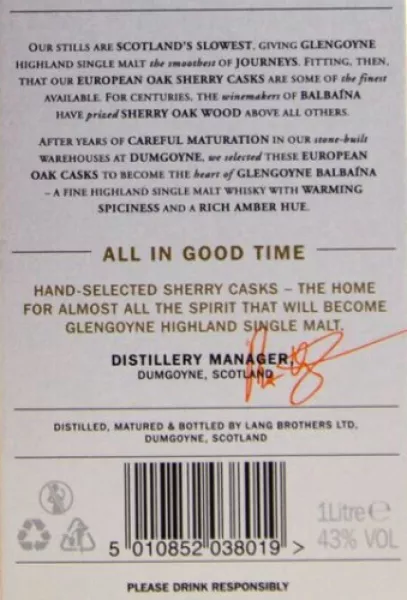 OUR STILLS ARE SCOTLAND'S SLOWEST, GIVING GLENGOYNE
HIGHLAND SINGLE MALT the smoothest of JOURNEYS. FITTING, THEN,
THAT OUR EUROPEAN OAK SHERRY CASKS ARE SOME OF the finest
AVAILABLE. FOR CENTURIES, THE winemakers OF BALBAÍNA
HAVE prized SHERRY OAK WOOD ABOVE ALL OTHERS.
AFTER YEARS OF CAREFUL MATURATION IN OUR stone-built
WAREHOUSES AT DUMGOYNE, we selected THESE EUROPEAN
OAK CASKS TO BECOME THE heart of GLENGOYNE BALBAÍNA
– A FINE HIGHLAND SINGLE MALT WHISKY WITH WARMING
SPICINESS AND A RICH AMBER HUE.
ALL IN GOOD TIME
HAND-SELECTED SHERRY CASKS – THE HOME
FOR ALMOST ALL THE SPIRIT THAT WILL BECOME
GLENGOYNE HIGHLAND SINGLE MALT.
DISTILLERY MANAGER,
DUMGOYNE, SCOTLAND
DISTILLED, MATURED & BOTTLED BY LANG BROTHERS LTD,
DUMGOYNE, SCOTLAND
1Litre e
43% VOL
5 010852 038019 >
PLEASE DRINK RESPONSIBLY